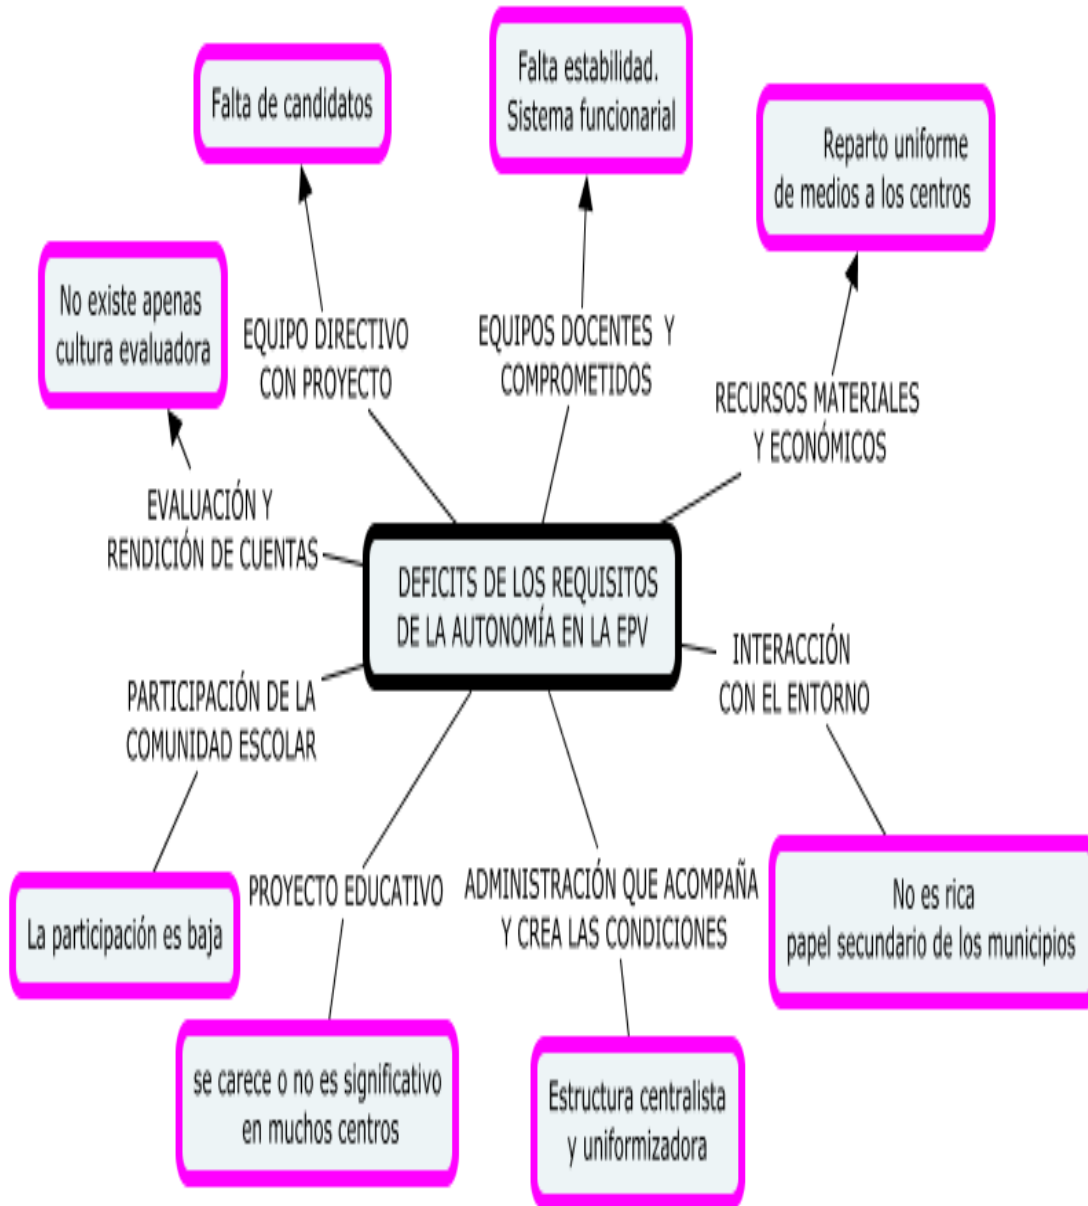 Falta de candidatos
Falta estabilidad.
Sistema funcionarial
Reparto uniforme
de medios a los centros
No existe apenas
cultura evaluadora
EQUIPO DIRECTIVO
CON PROYECTO
EQUIPOS DOCENTES Y
COMPROMETIDOS
RECURSOS MATERIALES
Y ECONÓMICOS
EVALUACIÓN Y
RENDICIÓN DE CUENTAS
DEFICITS DE LOS REQUISITOS
DE LA AUTONOMÍA EN LA EPV
INTERACCIÓN
CON EL ENTORNO
PARTICIPACIÓN DE LA
COMUNIDAD ESCOLAR
La participación es baja
PROYECTO EDUCATIVO
ADMINISTRACIÓN QUE ACOMPAÑA
Y CREA LAS CONDICIONES
No es rica
papel secundario de los municipios
se carece o no es significativo
en muchos centros
Estructura centralista
y uniformizadora